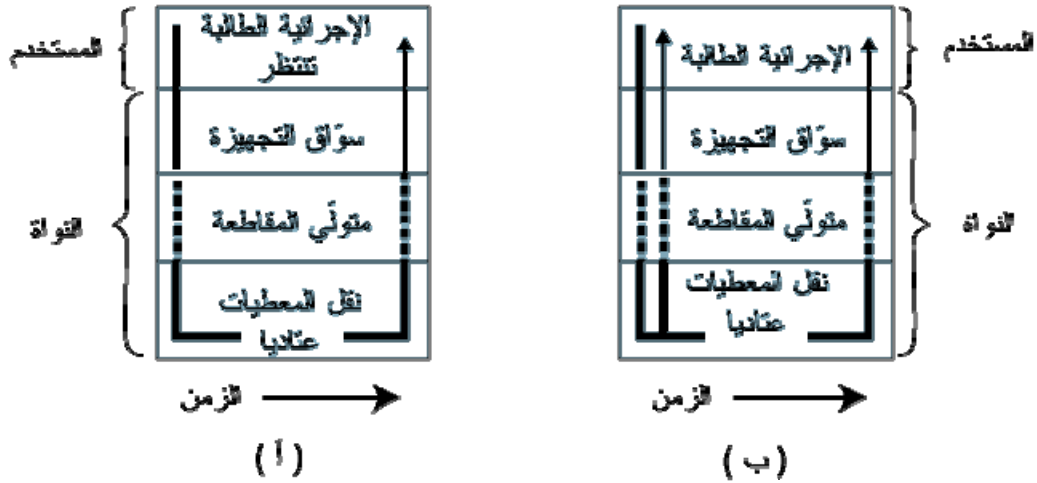 المستخدم
الإجرائية الطالبة
تنتظر
سوّاق التجهيزة
متولّي المقاطعة
النواة
نقل المعطيات
عتاديا
الزمن
( أ )
المستخدم
الإجرائية الطالبة
سوّاق التجهيزة
متولّي المقاطعة
النواة
نقل المعطيات
عتاديا
الزمن
( ب )